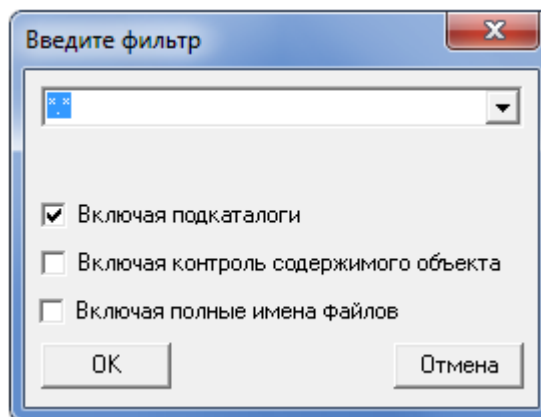 Введите фильтр
*.*
Включая подкаталоги
Включая контроль содержимого объекта
Включая полные имена файлов
OK
Отмена